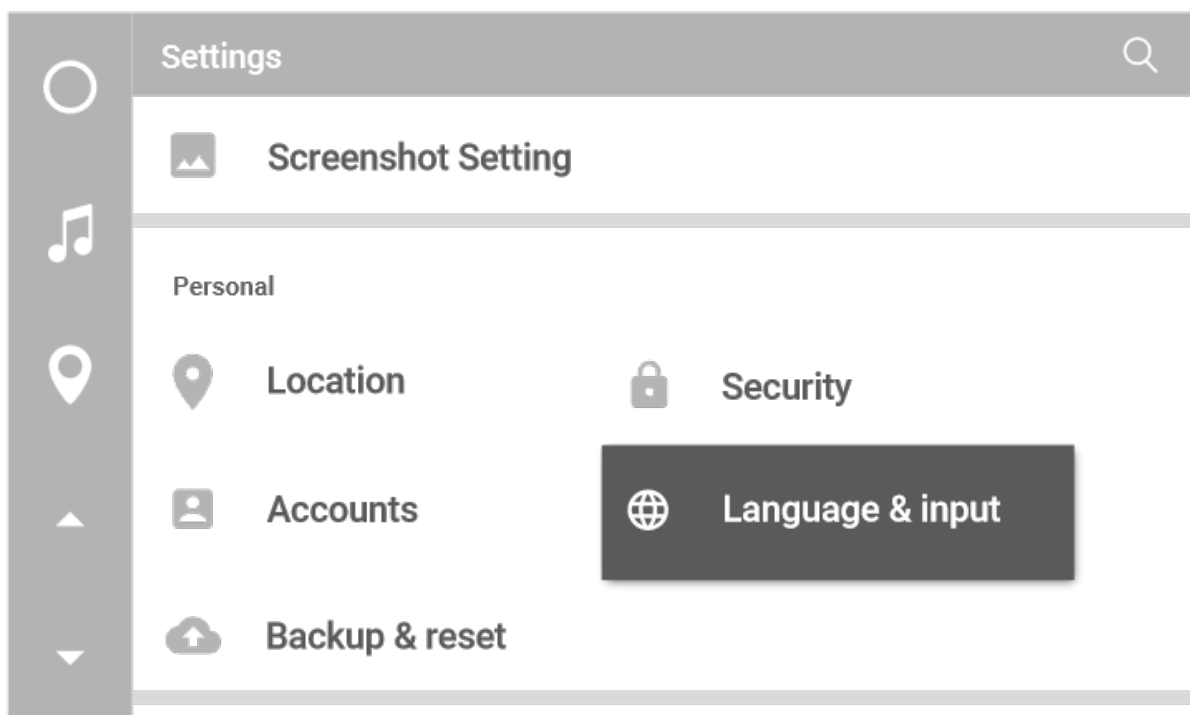 Settings
Screenshot Setting
Personal
Location
Security
Accounts
Language & input
Backup & reset